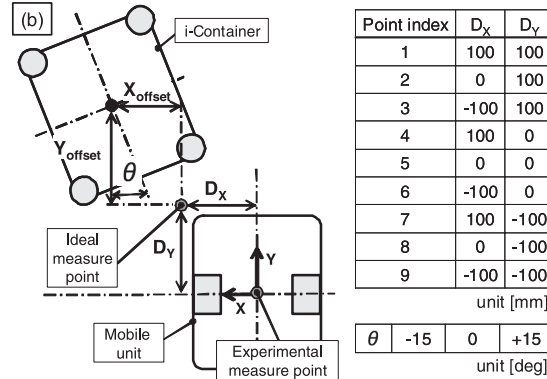 (b)
i-Container
Xoffset
Yoffset
θ
DX
Ideal
measure
point
DY
Y
X
Mobile
unit
Experimental
measure point
Point index DX DY
1 100 100
2 0 100
3 -100 100
4 100 0
5 0 0
6 -100 0
7 100 -100
8 0 -100
9 -100 -100
unit [mm]
θ -15 0 +15
unit [deg]